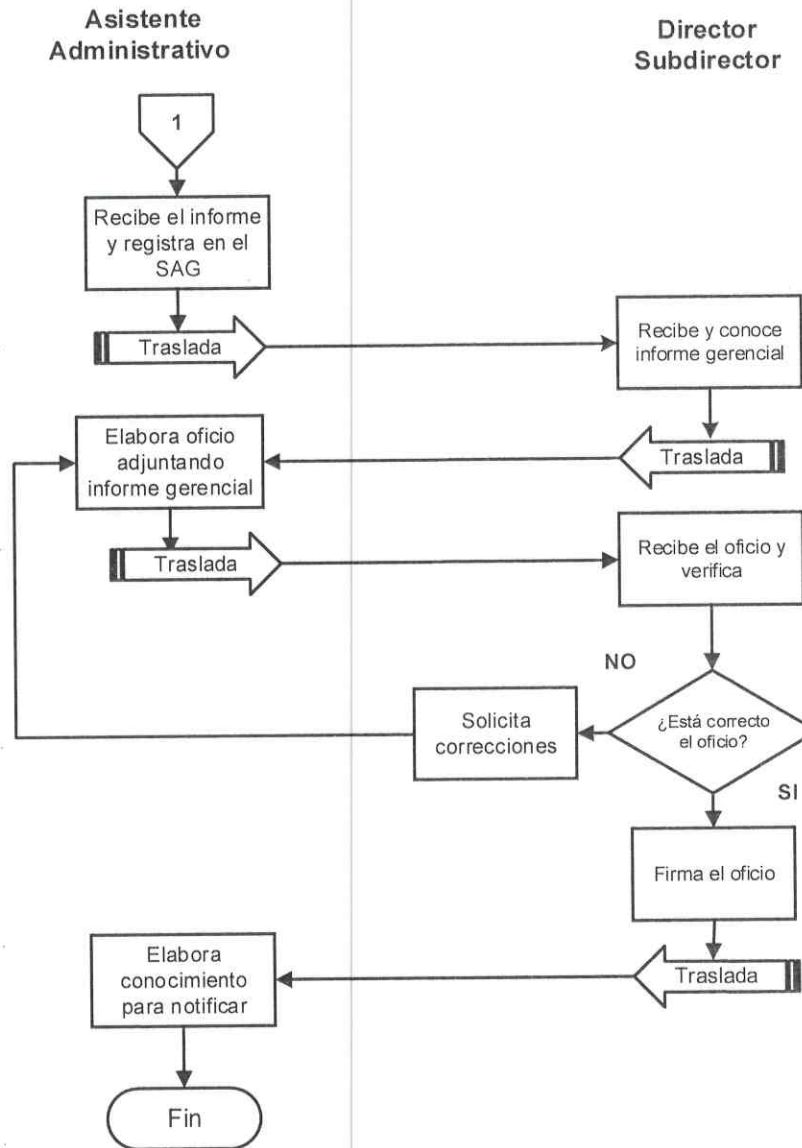 Asistente
Administrativo
Director
Subdirector
1
Recibe el informe
y registra en el
SAG
Traslada
Recibe y conoce
informe gerencial
Traslada
Elabora oficio
adjuntando
informe gerencial
Traslada
Recibe el oficio y
verifica
NO
¿Está correcto
el oficio?
Solicita
correcciones
SI
Firma el oficio
Traslada
Elabora
conocimiento
para notificar
Fin